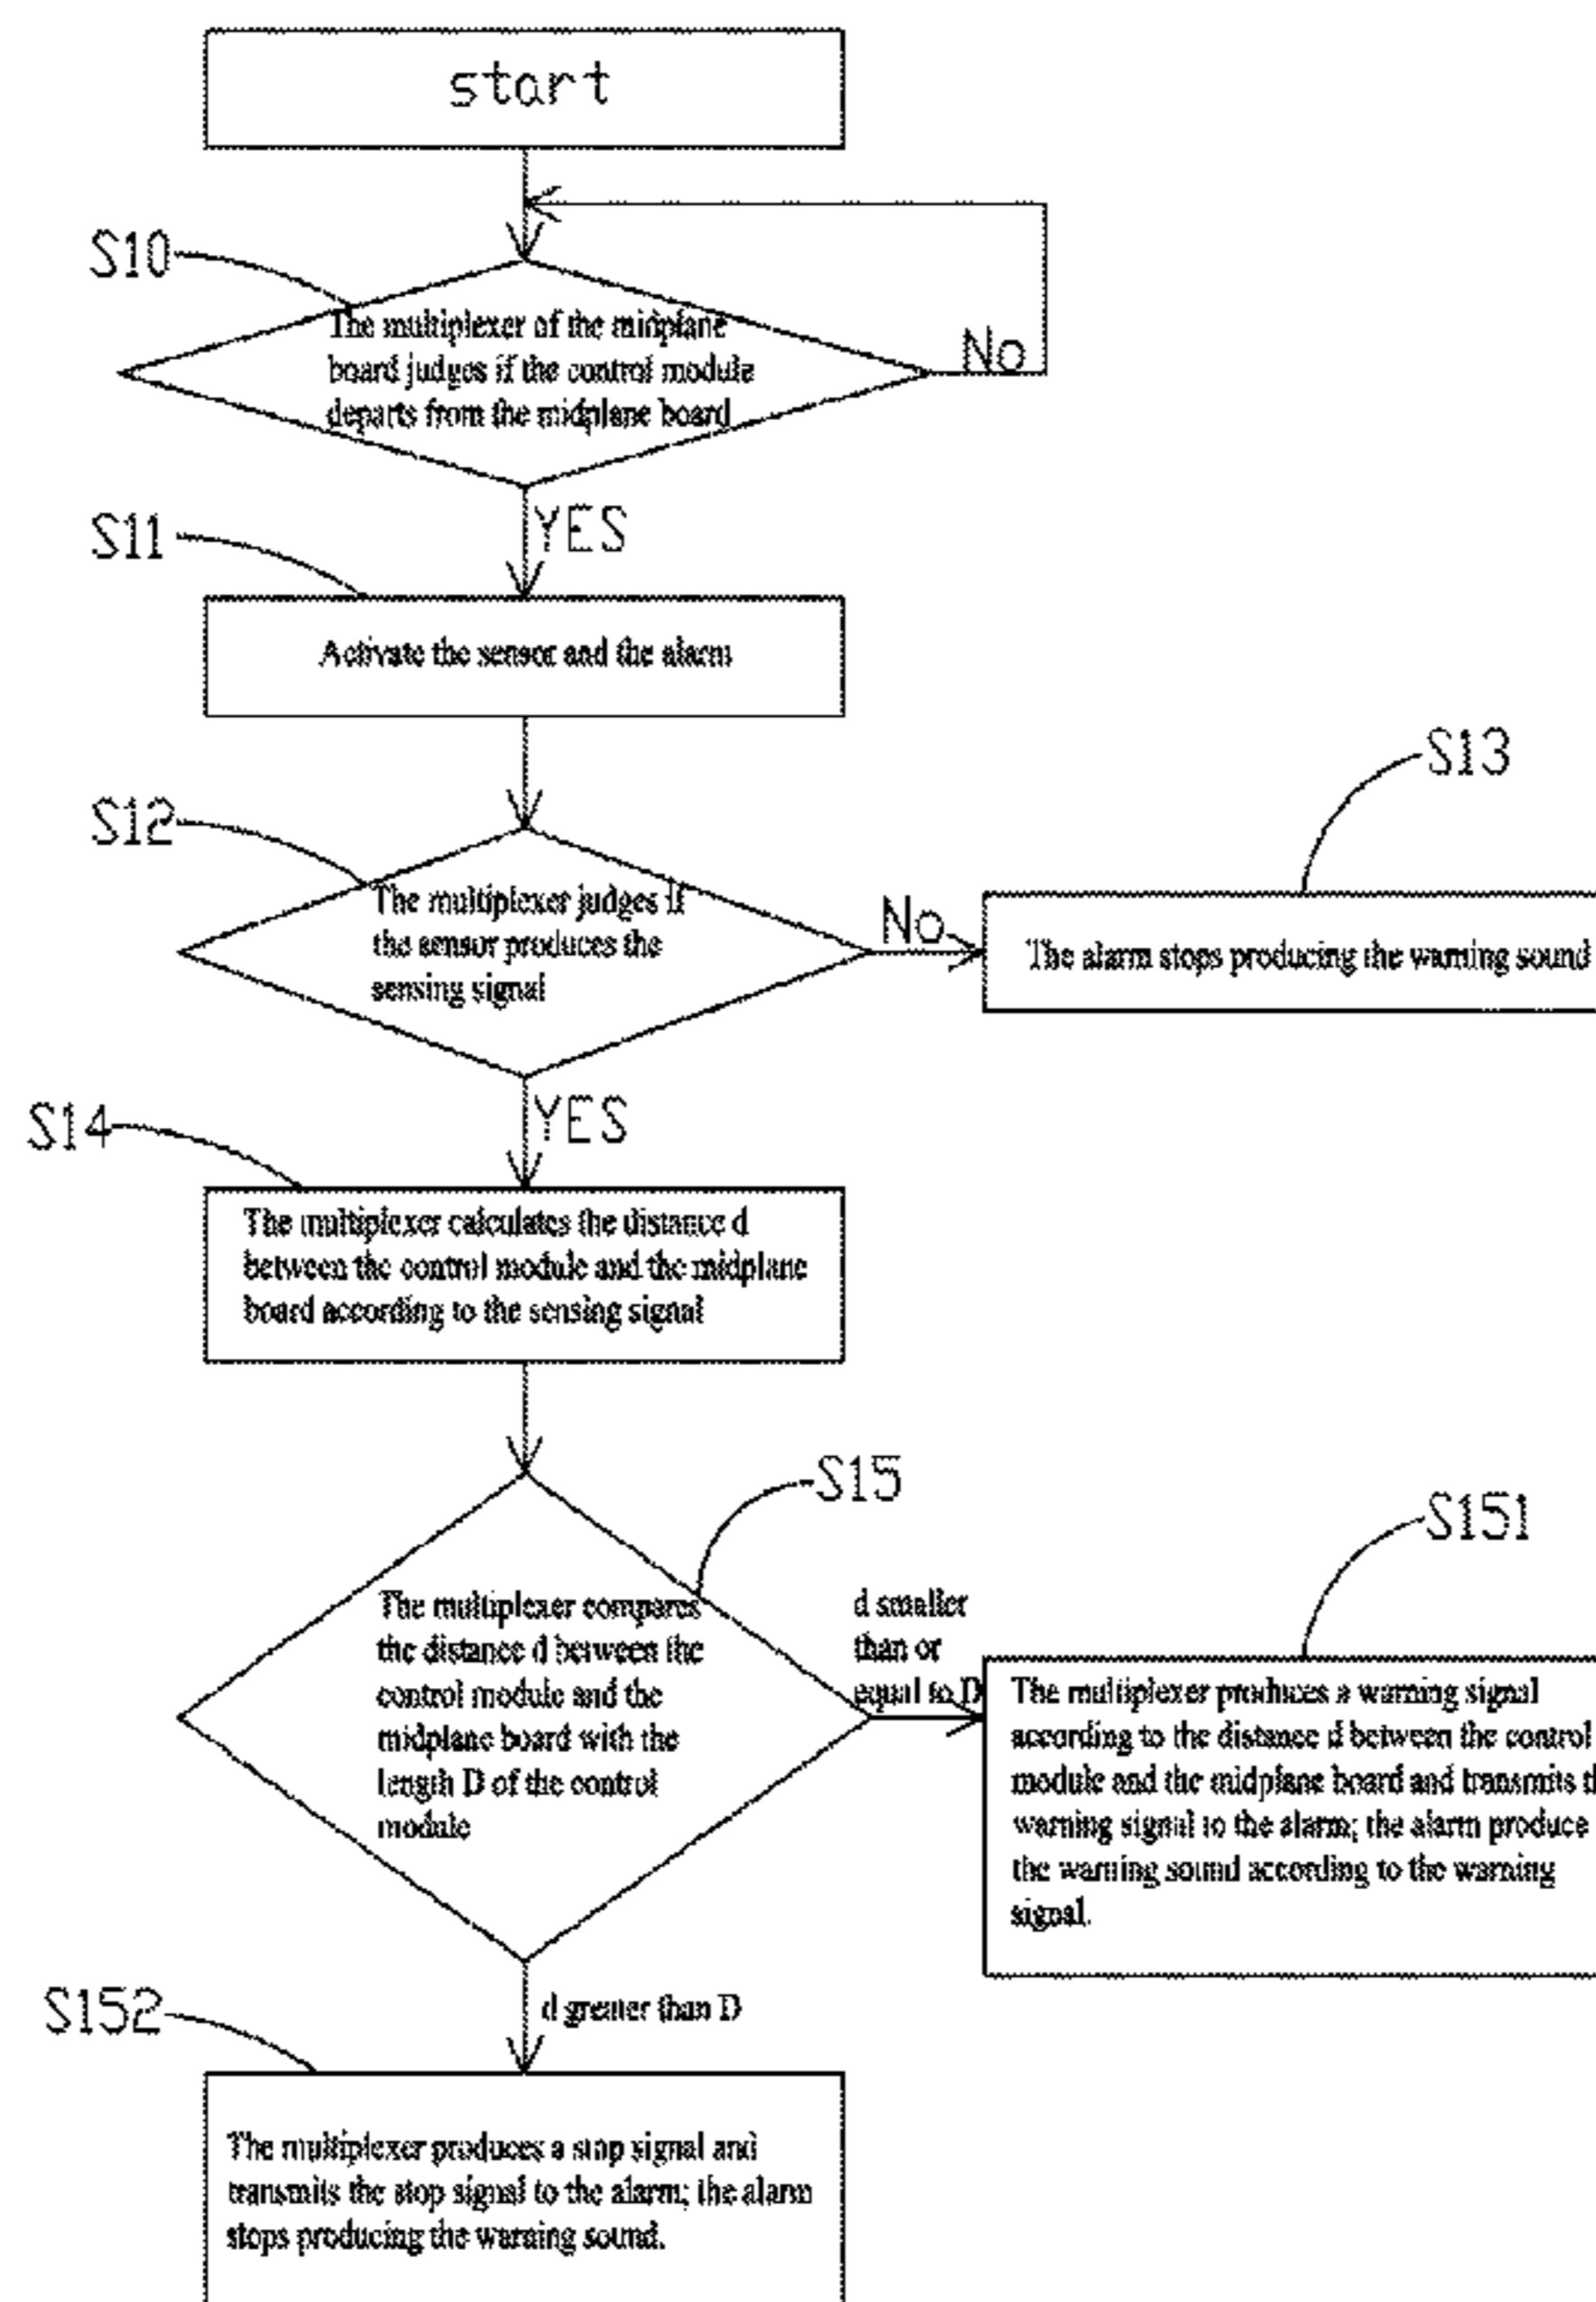 start
S10
The multiplexer of the midplane
board judges if the control module
departs from the midplane board
No
YES
S11
Activate the sensor and the alarm
S12
The multiplexer judges if
the sensor produces the
sensing signal
No
S13
The alarm stops producing the warning sound
YES
S14
The multiplexer calculates the distance d
between the control module and the midplane
board according to the sensing signal
S15
The multiplexer compares
the distance d between the
control module and the
midplane board with the
length D of the control
module
d smaller
than or
equal to D
S151
The multiplexer produces a warning signal
according to the distance d between the control
module and the midplane board and transmits
warning signal to the alarm; the alarm produce
the warning sound according to the warning
signal.
d greater than D
S152
The multiplexer produces a stop signal and
transmits the stop signal to the alarm; the alarm
stops producing the warning sound.